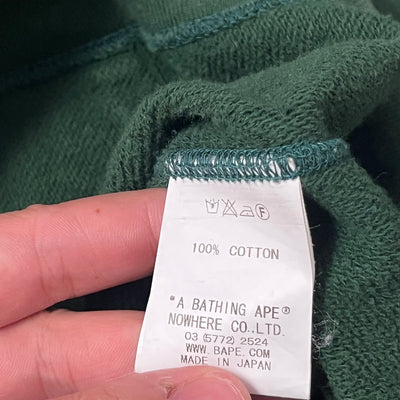 100% COTTON
"A BATHING APE®
NOWHERE CO.,LTD.
03 (5772) 2524
WWW. BAPE. COM
MADE IN JAPAN